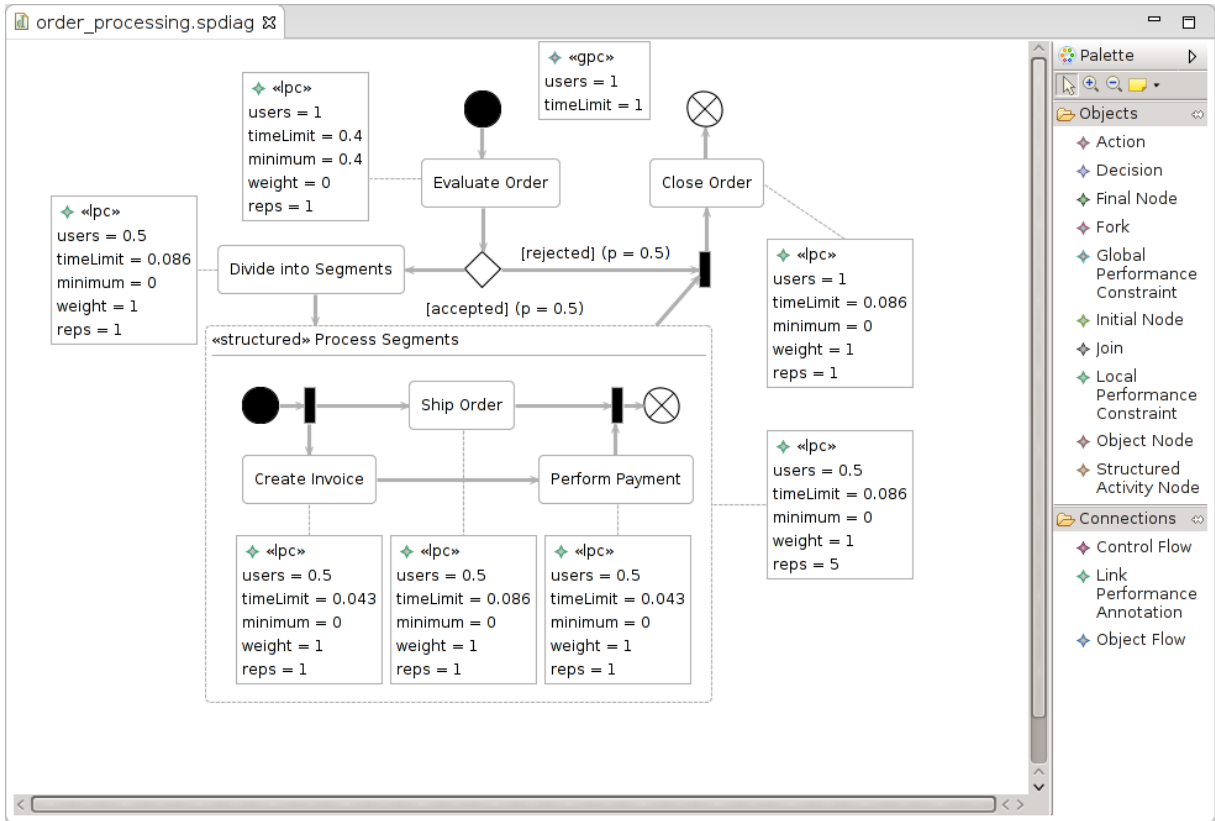 order_processing.spdiag
«gpc»
users = 1
timeLimit = 1
«lpc»
users = 1
timeLimit = 0.4
minimum = 0.4
weight = 0
reps = 1
Evaluate Order
Close Order
«lpc»
users = 0.5
timeLimit = 0.086
minimum = 0
weight = 1
reps = 1
Divide into Segments
[rejected] (p = 0.5)
[accepted] (p = 0.5)
«lpc»
users = 1
timeLimit = 0.086
minimum = 0
weight = 1
reps = 1
«structured» Process Segments
Ship Order
Create Invoice
Perform Payment
«lpc»
users = 0.5
timeLimit = 0.086
minimum = 0
weight = 1
reps = 5
«lpc»
users = 0.5
timeLimit = 0.043
minimum = 0
weight = 1
reps = 1
«lpc»
users = 0.5
timeLimit = 0.086
minimum = 0
weight = 1
reps = 1
«lpc»
users = 0.5
timeLimit = 0.043
minimum = 0
weight = 1
reps = 1
Palette
Objects
Action
Decision
Final Node
Fork
Global
Performance
Constraint
Initial Node
Join
Local
Performance
Constraint
Object Node
Structured
Activity Node
Connections
Control Flow
Link
Performance
Annotation
Object Flow